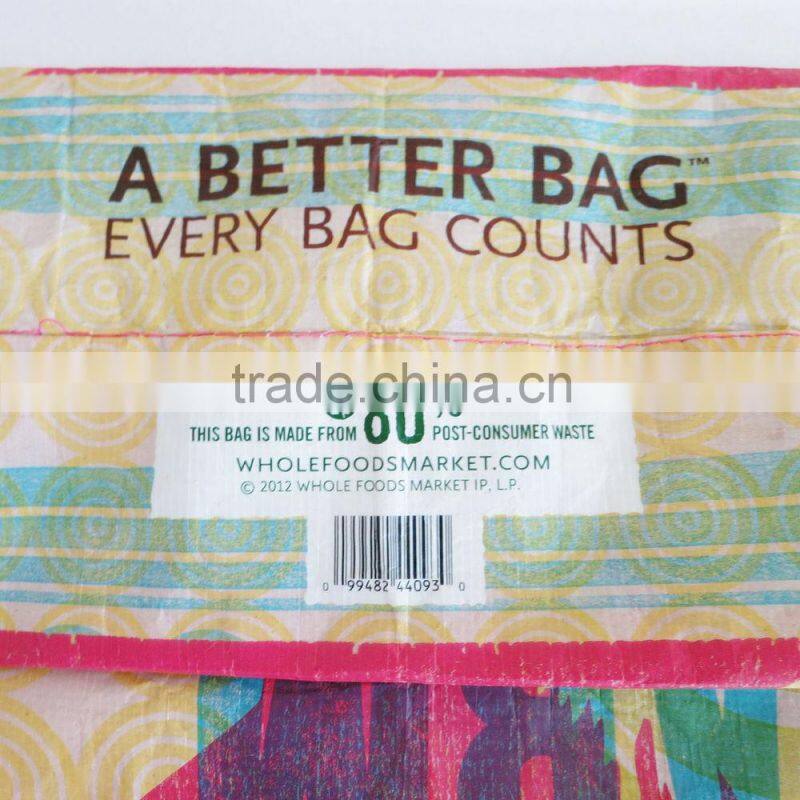 A BETTER BAG™
EVERY BAG COUNTS
trade.china.cn
THIS BAG IS MADE FROM 80% POST-CONSUMER WASTE
WHOLEFOODSMARKET.COM
© 2012 WHOLE FOODS MARKET IP, L.P.
0 99482 44093 0